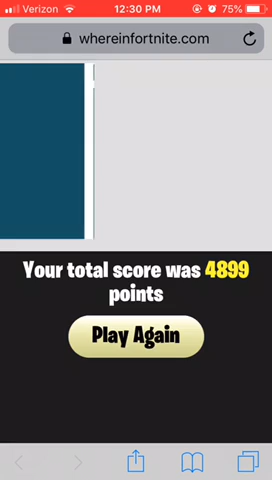 Verizon 12:30 PM 75%
whereinfortnite.com
Your total score was 4899
points
Play Again